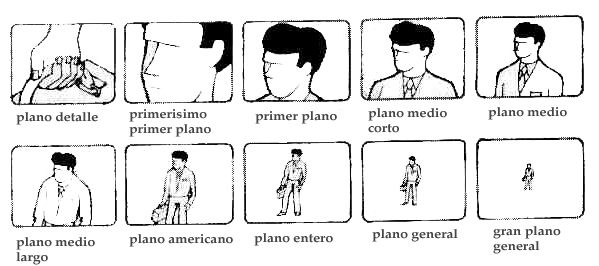 plano detalle
primerisimo
primer plano
primer plano
plano medio
corto
plano medio
plano medio
largo
plano americano
plano entero
plano general
gran plano
general